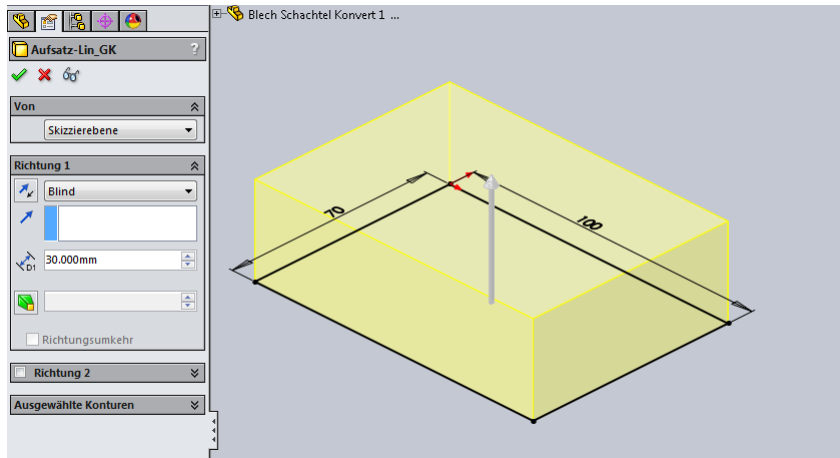 Blech Schachtel Konvert 1 ...
Aufsatz-Lin_GK
?
Von
Skizzierebene
Richtung 1
Blind
D1
30.000mm
Richtungsumkehr
Richtung 2
Ausgewählte Konturen
70
100